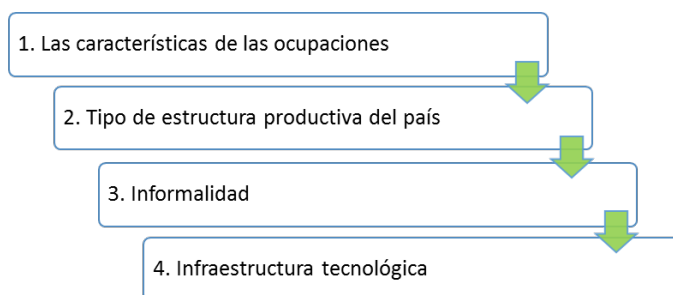 1. Las características de las ocupaciones
2. Tipo de estructura productiva del país
3. Informalidad
4. Infraestructura tecnológica